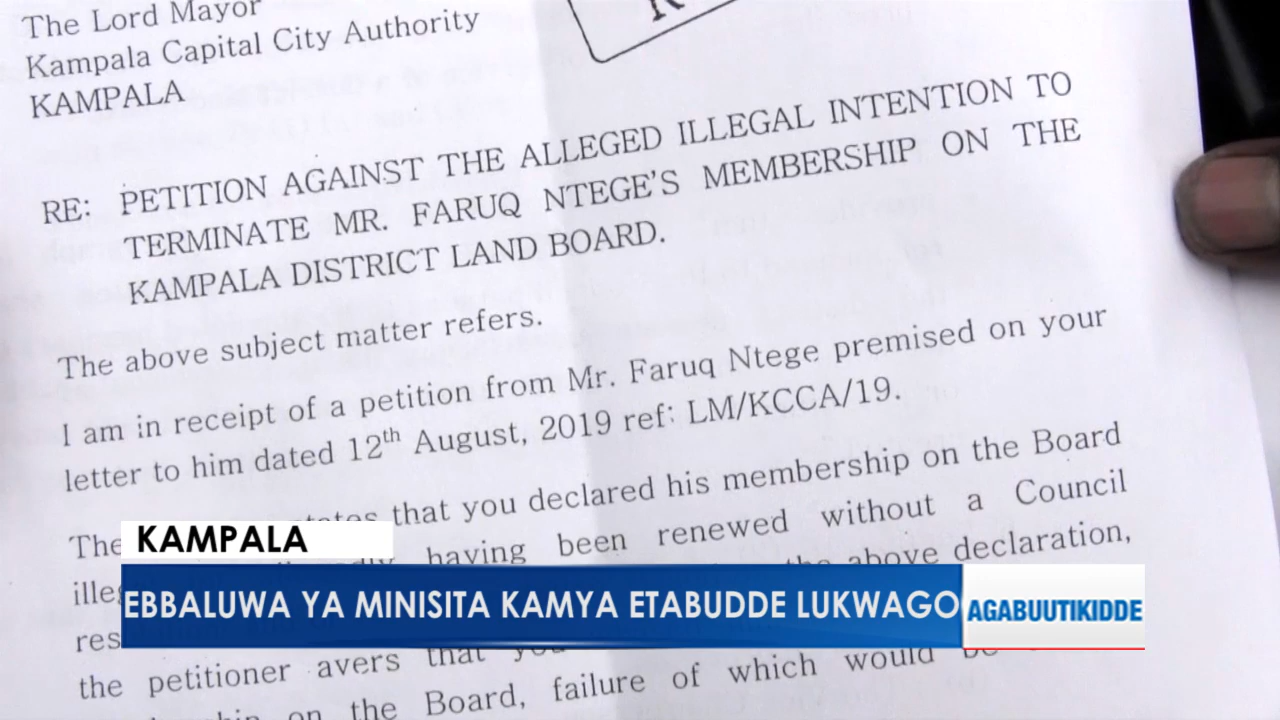 The Lord Mayor
Kampala Capital City Authority
KAMPALA
RE: PETITION AGAINST THE ALLEGED ILLEGAL INTENTION TO
TERMINATE MR. FARUQ NTEGE'S MEMBERSHIP ON THE
KAMPALA DISTRICT LAND BOARD.
The above subject matter refers.
I am in receipt of a petition from Mr. Faruq Ntege premised on your
letter to him dated 12th August, 2019 ref: LM/KCCA/19.
that you declared his membership on the Board
having been renewed without a Council
the above declaration,
the petitioner avers that
on the Board, failure of which would be
KAMPALA
EBBALUWA YA MINISITA KAMYA ETABUDDE LUKWAGO
AGABUUTIKIDDE